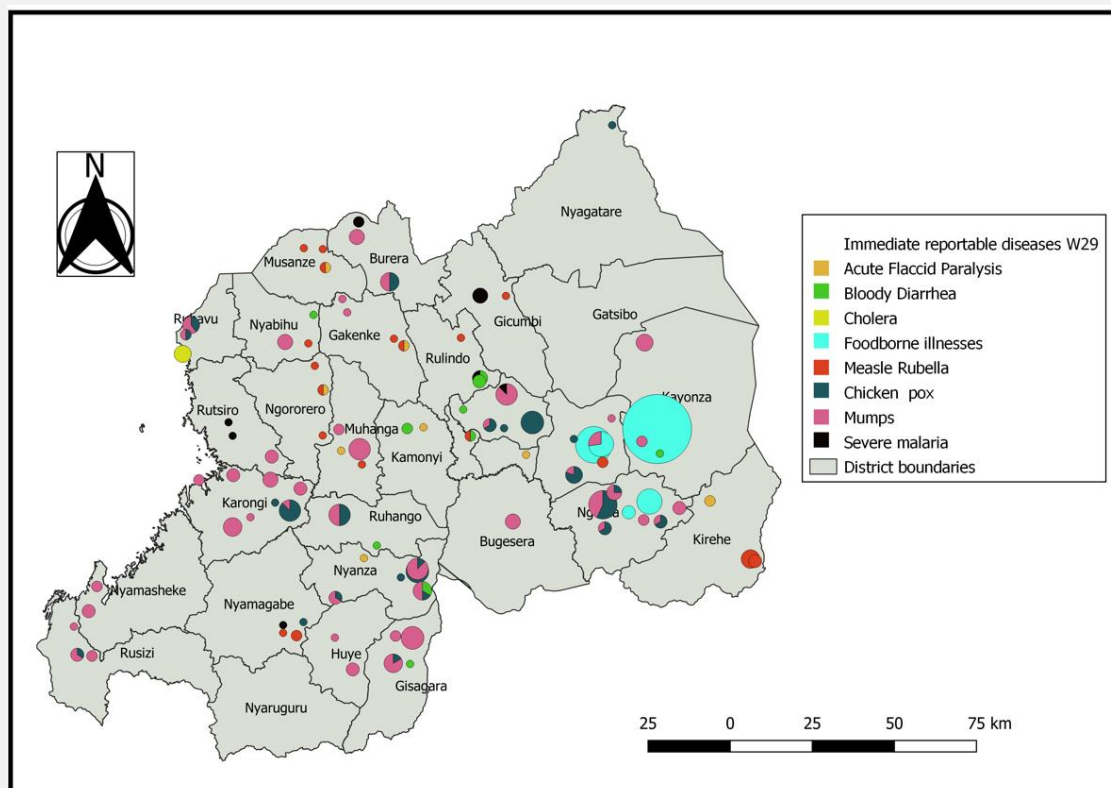 N
Nyagatare
Musanze
Burera
Gatsibo
Gicumbi
Nyabihu
Gakenke
Rulindo
Kayonza
Rutsiro
Ngororero
Muhanga
Kamonyi
Karongi
Ruhango
Bugesera
Kirehe
Nyanza
Nyamasheke
Nyamagabe
Rusizi
Huye
Gisagara
Nyaruguru
Immediate reportable diseases W29
Acute Flaccid Paralysis
Bloody Diarrhea
Cholera
Foodborne illnesses
Measle Rubella
Chicken pox
Mumps
Severe malaria
District boundaries
25 0 25 50 75 km